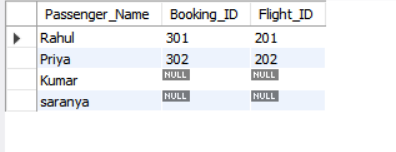 Passenger_Name Booking_ID Flight_ID
Rahul 301 201
Priya 302 202
Kumar NULL NULL
saranya NULL NULL